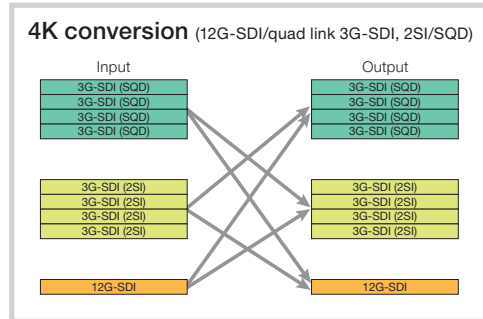 4K conversion (12G-SDI/quad link 3G-SDI, 2SI/SQD)
Input
Output
3G-SDI (SQD)
3G-SDI (SQD)
3G-SDI (SQD)
3G-SDI (SQD)
3G-SDI (SQD)
3G-SDI (SQD)
3G-SDI (SQD)
3G-SDI (SQD)
3G-SDI (2SI)
3G-SDI (2SI)
3G-SDI (2SI)
3G-SDI (2SI)
3G-SDI (2SI)
3G-SDI (2SI)
3G-SDI (2SI)
3G-SDI (2SI)
12G-SDI
12G-SDI